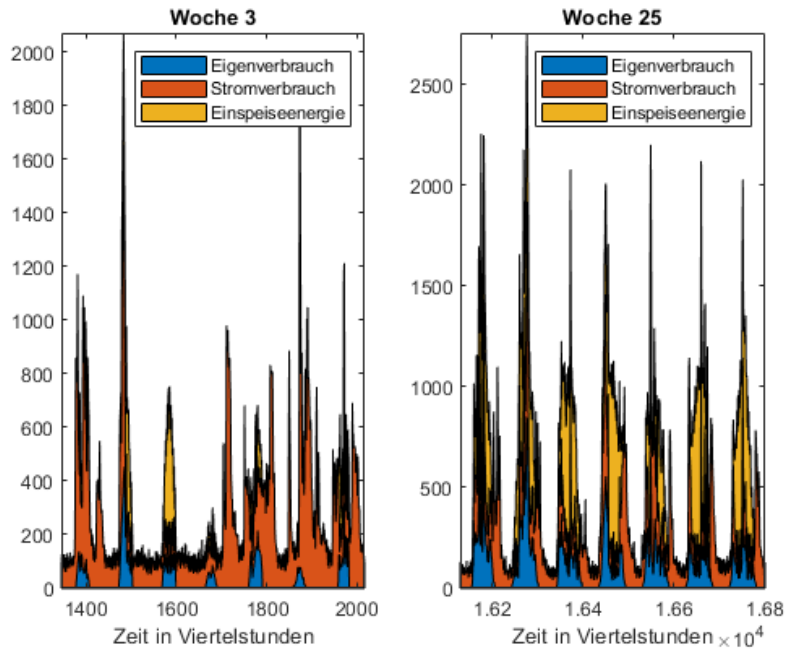 Woche 3
2000
1800
1600
1400
1200
1000
800
600
400
200
0
Eigenverbrauch
Stromverbrauch
Einspeiseenergie
1400
1600
1800
2000
Zeit in Viertelstunden
Woche 25
2500
2000
1500
1000
500
0
Eigenverbrauch
Stromverbrauch
Einspeiseenergie
1.62
1.64
1.66
1.68
Zeit in Viertelstunden ×10⁴